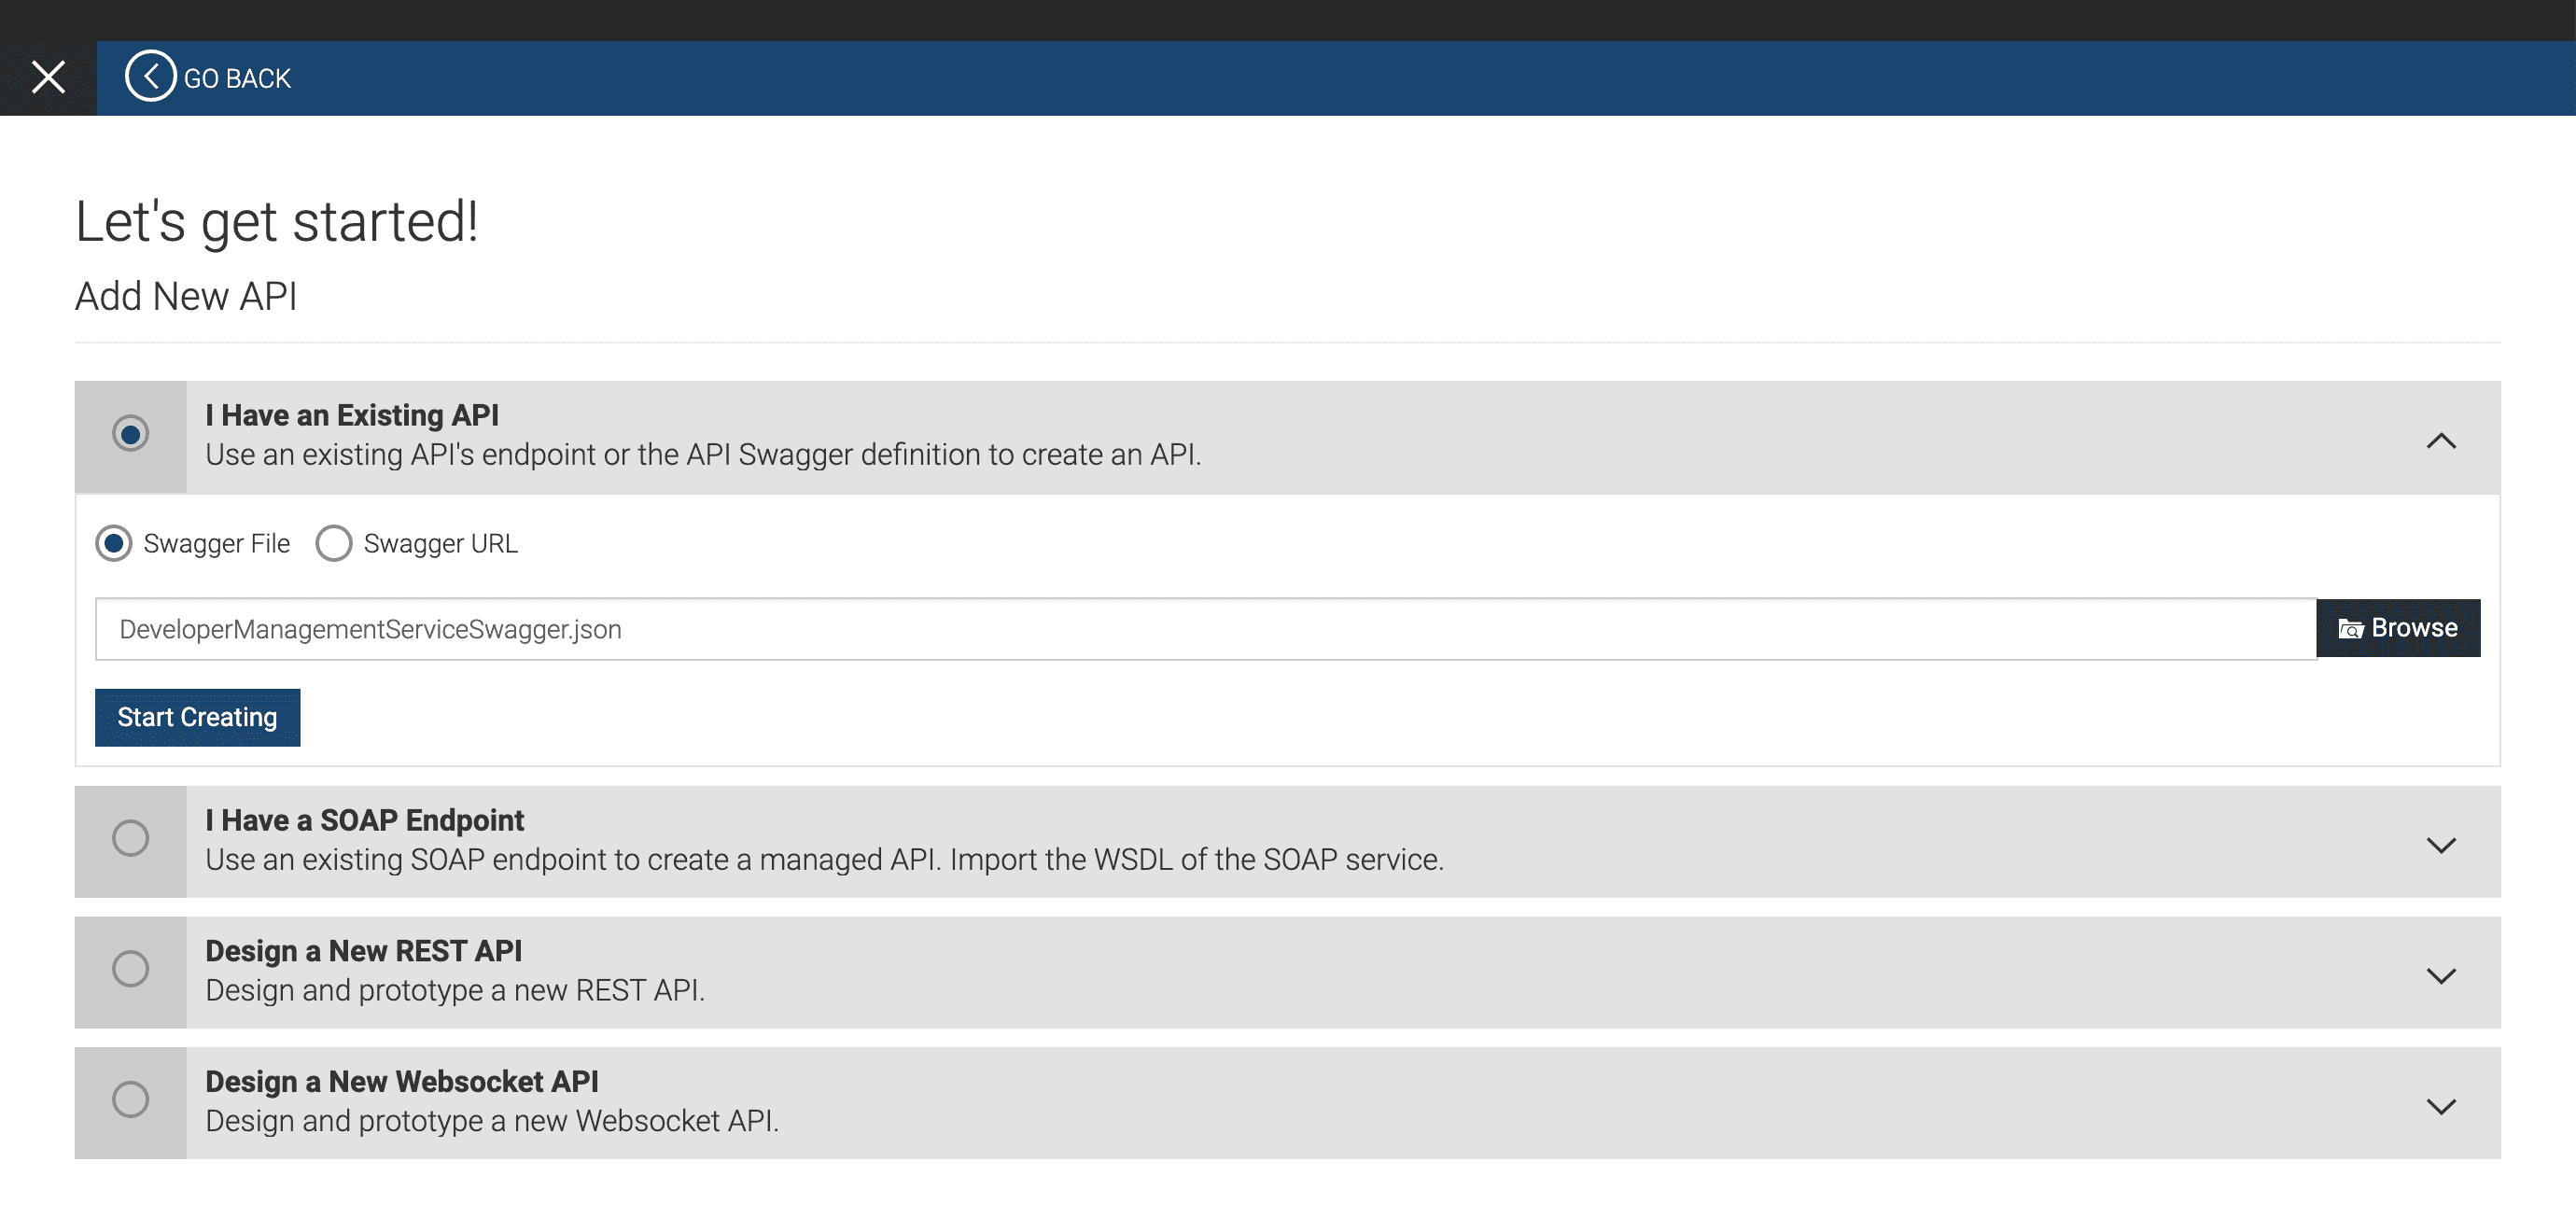 GO BACK
Let's get started!
Add New API
I Have an Existing API
Use an existing API's endpoint or the API Swagger definition to create an API.
Swagger File Swagger URL
DeveloperManagementServiceSwagger.json Browse
Start Creating
I Have a SOAP Endpoint
Use an existing SOAP endpoint to create a managed API. Import the WSDL of the SOAP service.
Design a New REST API
Design and prototype a new REST API.
Design a New Websocket API
Design and prototype a new Websocket API.